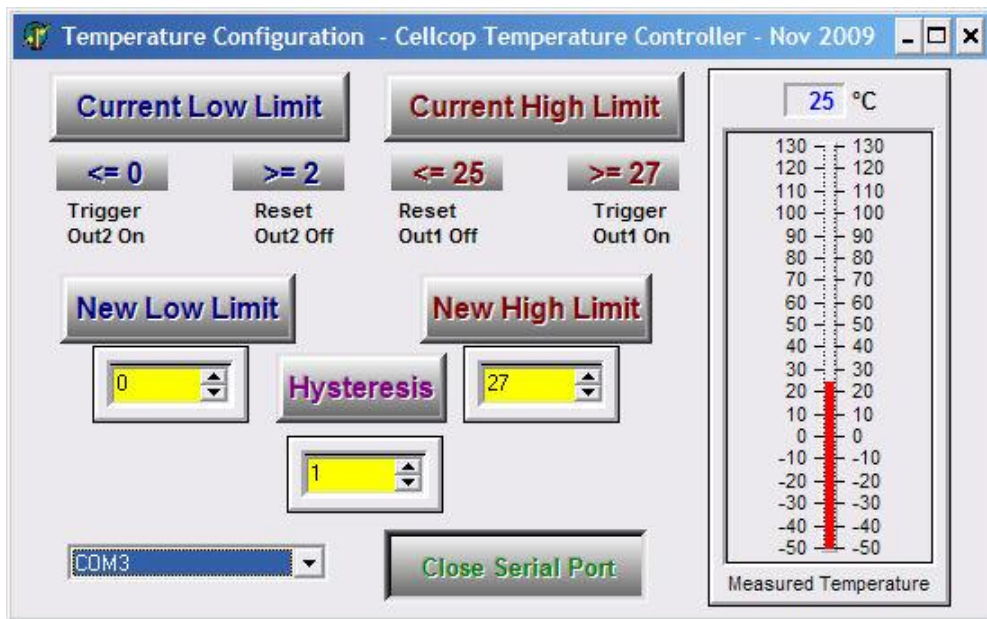 Temperature Configuration - Cellcop Temperature Controller - Nov 2009
Current Low Limit
Current High Limit
<= 0
>= 2
<= 25
>= 27
Trigger
Out2 On
Reset
Out2 Off
Reset
Out1 Off
Trigger
Out1 On
New Low Limit
New High Limit
0
Hysteresis
27
1
COM3
Close Serial Port
25 °C
130 130
120 120
110 110
100 100
90 90
80 80
70 70
60 60
50 50
40 40
30 30
20 20
10 10
0 0
-10 -10
-20 -20
-30 -30
-40 -40
-50 -50
Measured Temperature